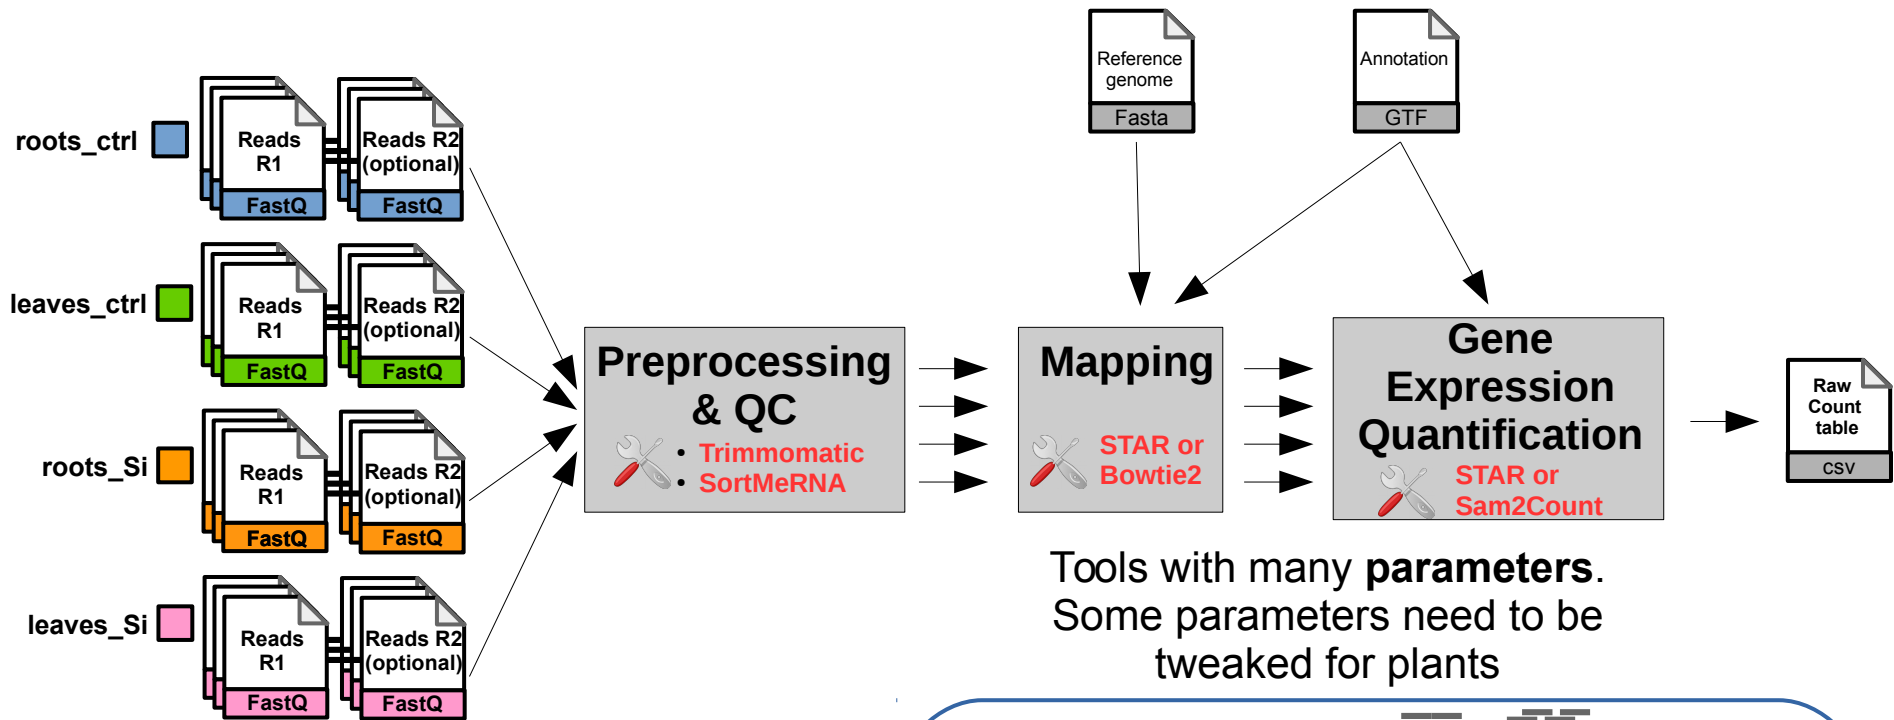 Reference
genome
Fasta
Annotation
GTF
roots_ctrl
Reads
R1
FastQ
Reads R2
(optional)
FastQ
leaves_ctrl
Reads
R1
FastQ
Reads R2
(optional)
FastQ
roots_Si
Reads
R1
FastQ
Reads R2
(optional)
FastQ
leaves_Si
Reads
R1
FastQ
Reads R2
(optional)
FastQ
Preprocessing
& QC
• Trimmomatic
• SortMeRNA
Mapping
STAR or
Bowtie2
Gene
Expression
Quantification
STAR or
Sam2Count
Raw
Count
table
csv
Tools with many parameters.
Some parameters need to be
tweaked for plants